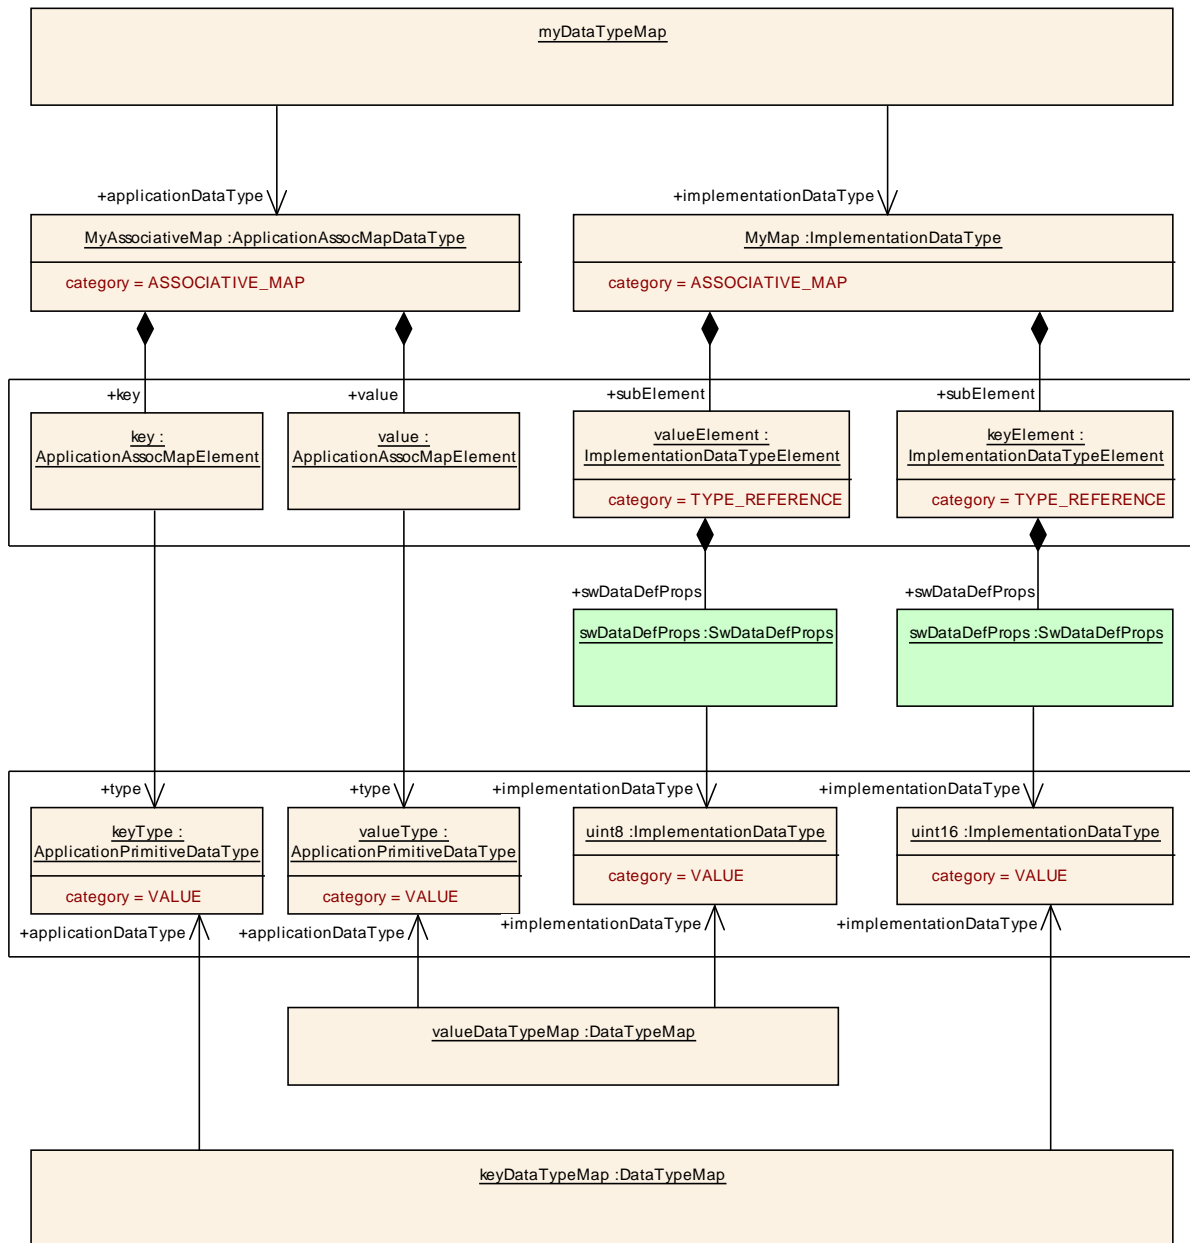 myDataTypeMap
+applicationDataType
+implementationDataType
MyAssociativeMap :ApplicationAssocMapDataType
MyMap :ImplementationDataType
category = ASSOCIATIVE_MAP
category = ASSOCIATIVE_MAP
+key
+value
+subElement
+subElement
key :
ApplicationAssocMapElement
value :
ApplicationAssocMapElement
valueElement :
ImplementationDataTypeElement
category = TYPE_REFERENCE
keyElement :
ImplementationDataTypeElement
category = TYPE_REFERENCE
+swDataDefProps
+swDataDefProps
swDataDefProps :SwDataDefProps
swDataDefProps :SwDataDefProps
+type
+type
+implementationDataType
+implementationDataType
keyType :
ApplicationPrimitiveDataType
category = VALUE
valueType :
ApplicationPrimitiveDataType
category = VALUE
uint8 :ImplementationDataType
category = VALUE
uint16 :ImplementationDataType
category = VALUE
+applicationDataType
+applicationDataType
+implementationDataType
+implementationDataType
valueDataTypeMap :DataTypeMap
keyDataTypeMap :DataTypeMap